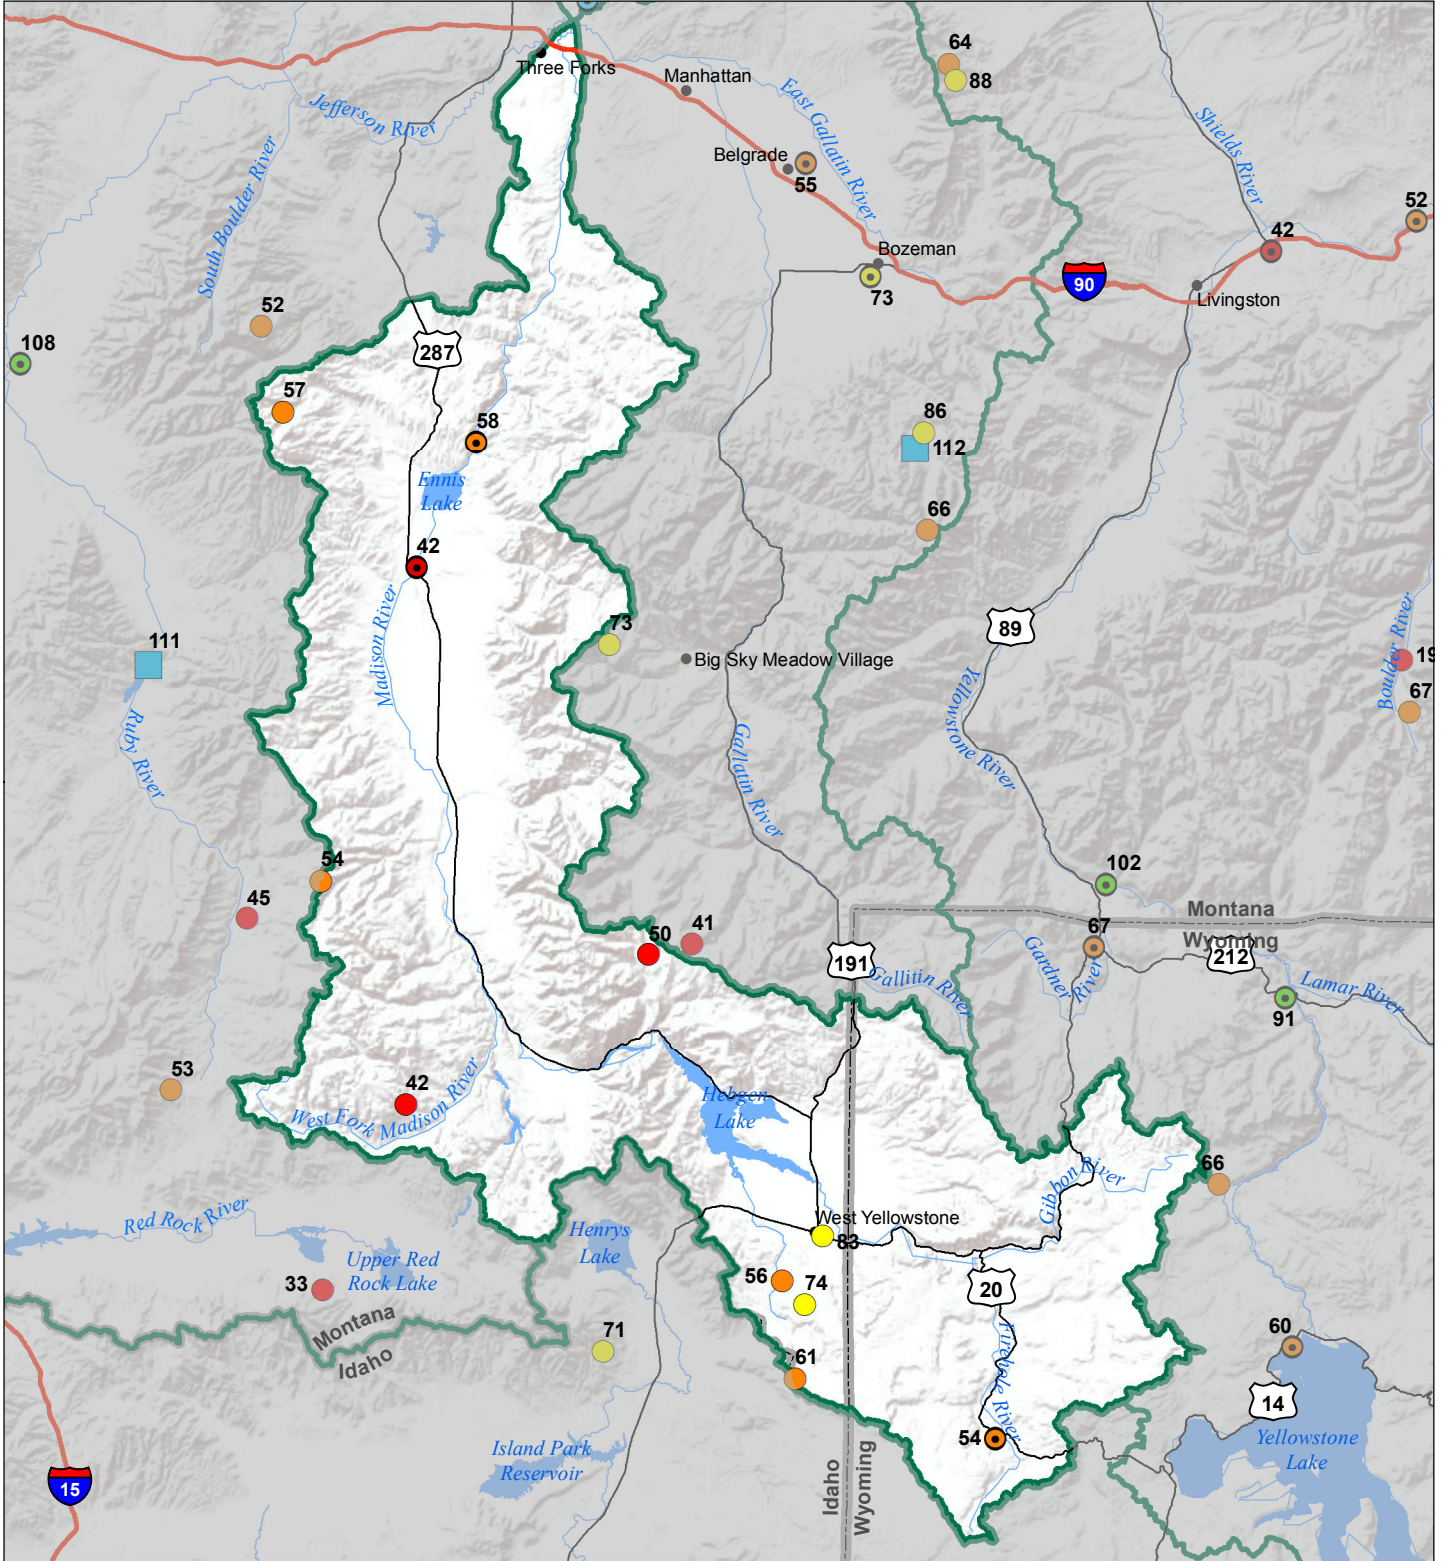 64
Three Forks
Manhattan
88
Jefferson River
East Gallatin River
Shields River
Belgrade
55
South Boulder River
52
42
Bozeman
73
90
Livingston
52
108
287
57
58
86
112
Ennis
Lake
66
42
Madison River
73
89
111
Big Sky Meadow Village
Boulder River
19
67
Yellowstone River
Ruby River
Gallatin River
54
102
45
Montana
Wyoming
50
41
67
212
191
Gallitin River
Gardner
River
Lamar River
91
53
42
West Fork Madison River
Hebgen
Lake
66
Gibbon River
Red Rock River
West Yellowstone
83
Henrys
Lake
Upper Red
Rock Lake
33
56
74
20
Montana
Idaho
71
61
Firehole River
60
14
54
Yellowstone
Lake
Island Park
Reservoir
15
Idaho
Wyoming